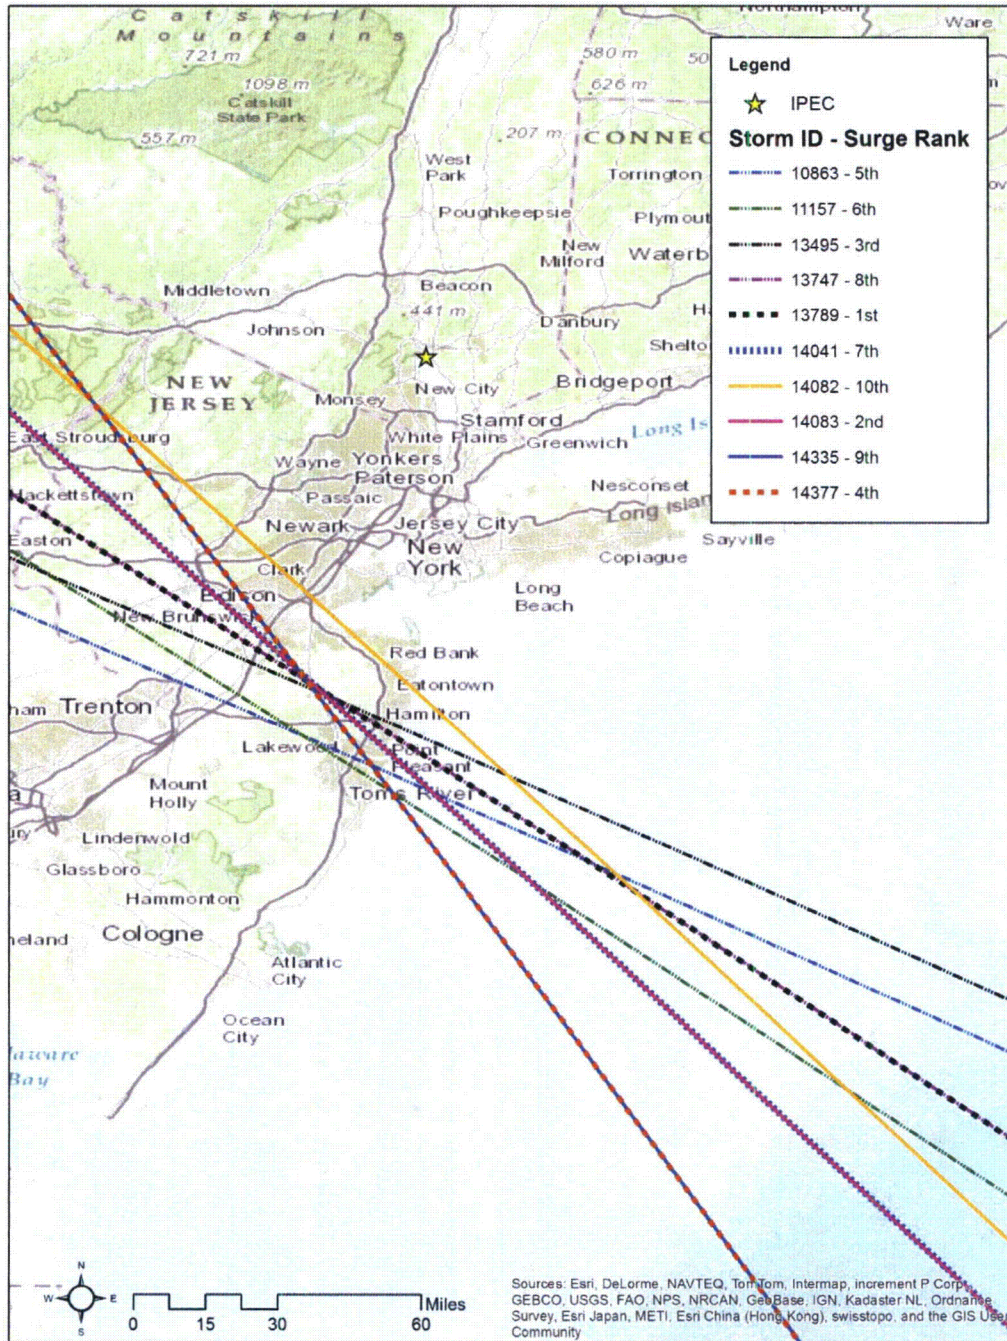 Catskill
Mountains
Northampton
Ware
721 m
580 m
1098 m
626 m
Catskill
State Park
557 m
207 m
CONNEC
West
Park
Torrington
Poughkeepsie
Plymout
New
Milford
Waterb
Middletown
Beacon
441 m
Johnson
Danbury
Shelto
NEW
JERSEY
New City
Bridgeport
Monsey
Stamford
White Plains
Greenwich
Long Is
East Stroudsburg
Wayne
Yonkers
Paterson
Nesconset
Hackettstown
Passaic
Long Island
Newark
Jersey City
Sayville
Easton
New
York
Copiague
Clark
Edison
Long
Beach
New Brunswick
Red Bank
Eatontown
ham
Trenton
Hamilton
Lakewood
Point
Pleasant
Mount
Holly
Toms River
Lindenwold
Glassboro
Hammonton
neland
Cologne
Atlantic
City
Ocean
City
laware
Bay
Legend
IPEC
Storm ID - Surge Rank
10863 - 5th
11157 - 6th
13495 - 3rd
13747 - 8th
13789 - 1st
14041 - 7th
14082 - 10th
14083 - 2nd
14335 - 9th
14377 - 4th
N
W E
S
0 15 30 60
Miles
Sources: Esri, DeLorme, NAVTEQ, TomTom, Intermap, increment P Corp.,
GEBCO, USGS, FAO, NPS, NRCAN, GeoBase, IGN, Kadaster NL, Ordnance
Survey, Esri Japan, METI, Esri China (Hong Kong), swisstopo, and the GIS User
Community